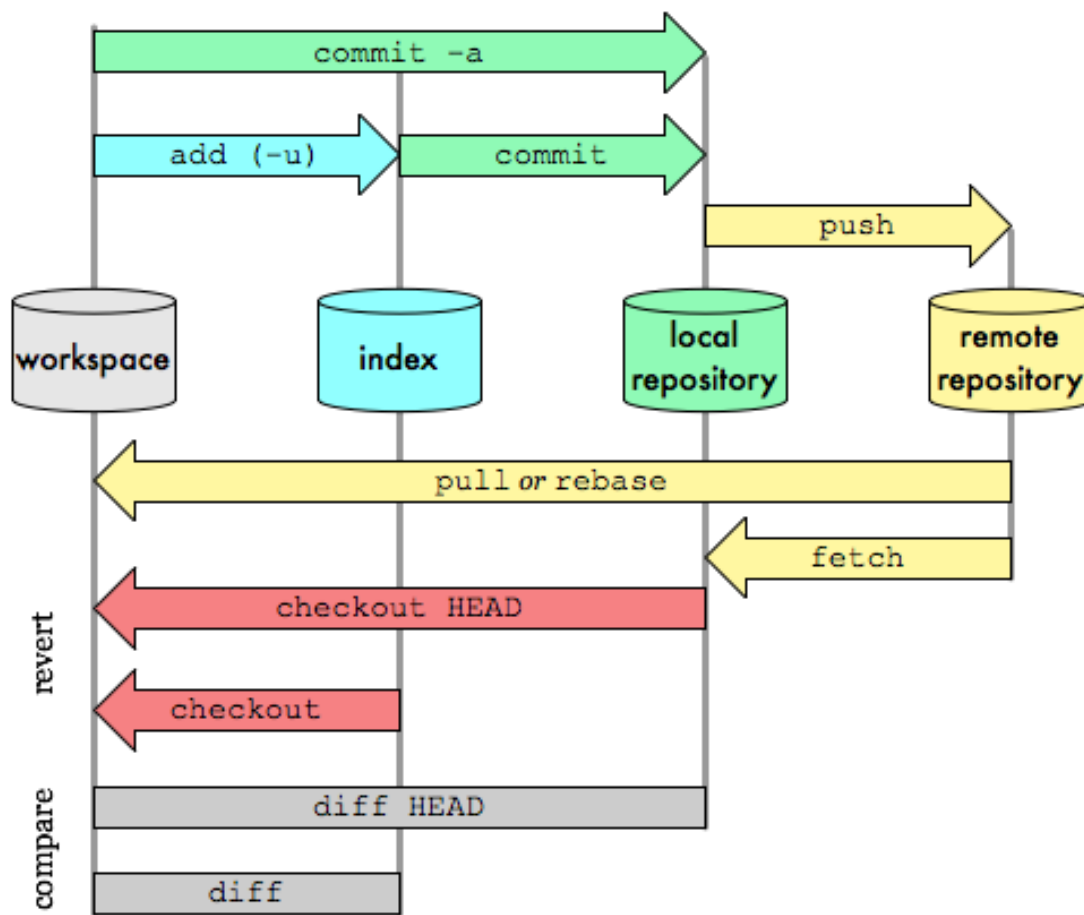 commit -a
add (-u)
commit
push
workspace
index
local
repository
remote
repository
pull or rebase
fetch
checkout HEAD
revert
checkout
diff HEAD
compare
diff